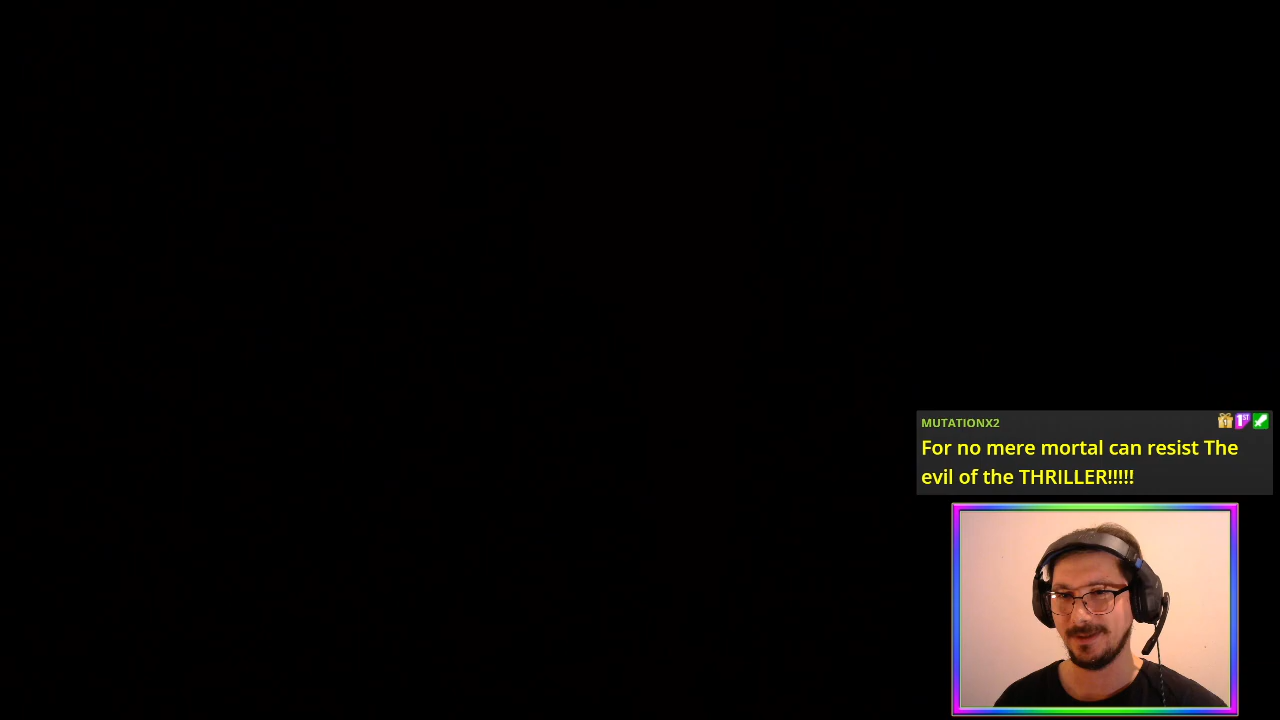 MUTATIONX2
For no mere mortal can resist The
evil of the THRILLER!!!!!